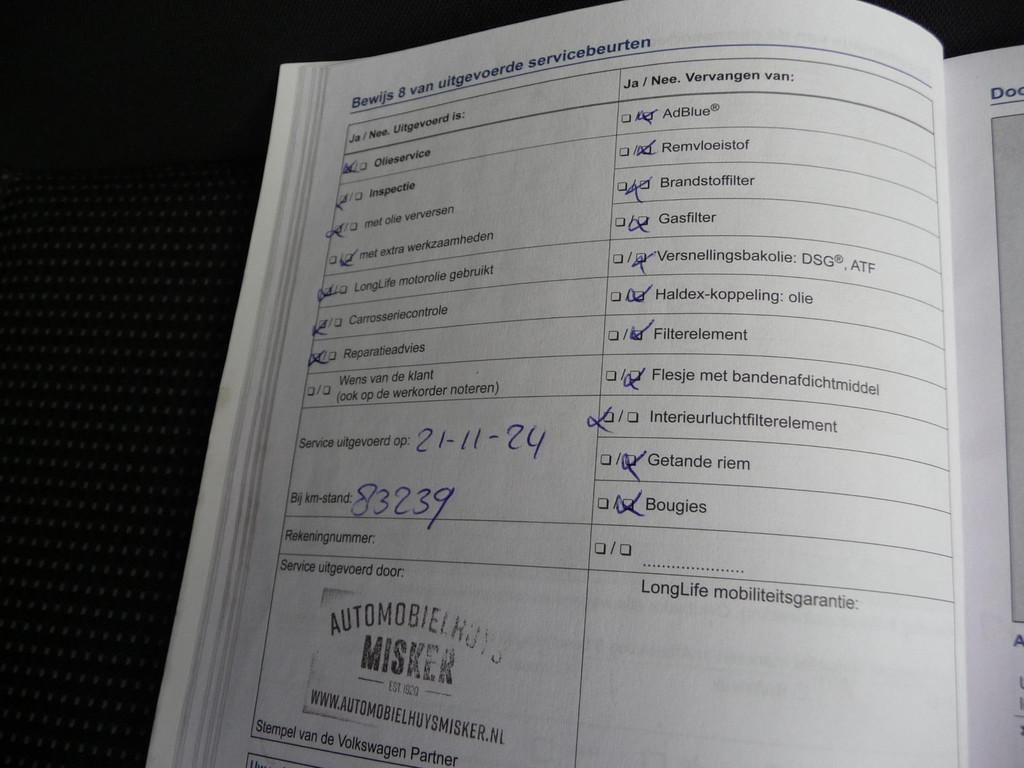 Bewijs 8 van uitgevoerde servicebeurten
Ja / Nee. Uitgevoerd is:
Olieservice
Inspectie
met olie verversen
met extra werkzaamheden
LongLife motorolie gebruikt
Carrosseriecontrole
Reparatieadvies
Wens van de klant
(ook op de werkorder noteren)
Service uitgevoerd op: 21-11-24
Bij km-stand: 83239
Rekeningnummer:
Service uitgevoerd door:
AUTOMOBIELHUYS
MISKER
EST. 1920
WWW.AUTOMOBIELHUYSMISKER.NL
Stempel van de Volkswagen Partner
Ja / Nee. Vervangen van:
AdBlue®
Remvloeistof
Brandstoffilter
Gasfilter
Versnellingsbakolie: DSG®, ATF
Haldex-koppeling: olie
Filterelement
Flesje met bandenafdichtmiddel
Interieurluchtfilterelement
Getande riem
Bougies
....................
LongLife mobiliteitsgarantie: